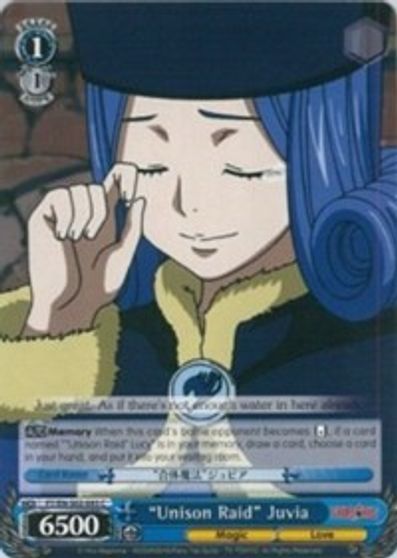 1
1
Just great. As if there's not enough water in here already.
AUTO Memory When this card's battle opponent becomes [ ], if a card
named "Unison Raid" Lucy is in your memory, draw a card, choose a card
in your hand, and put it in your waiting room.
Card Name "合体魔法"ジュビア
6500
"Unison Raid" Juvia
Magic Love